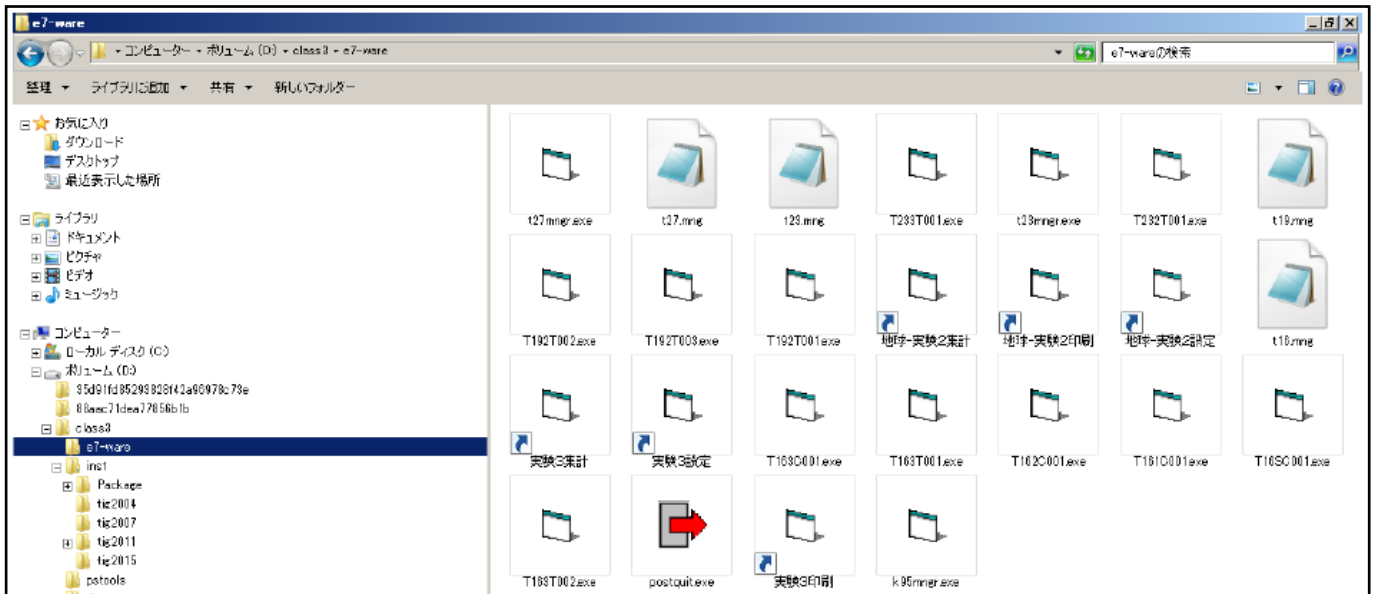 e7-ware
コンピューター ボリューム (D:) class3 e7-ware
e7-wareの検索
整理 ライブラリに追加 共有 新しいフォルダー
お気に入り
ダウンロード
デスクトップ
最近表示した場所
ライブラリ
ドキュメント
ピクチャ
ビデオ
ミュージック
コンピューター
ローカル ディスク (C:)
ボリューム (D:)
class3
e7-ware
inst
Package
tig2004
tig2007
tig2011
tig2015
pstools
t27mngr.exe t27.mng t23.mng T233T001.exe t23mngr.exe T232T001.exe t19.mng
T192T002.exe T192T003.exe T192T001.exe 地球-実験2集計 地球-実験2印刷 地球-実験2設定 t16.mng
実験3集計 実験3設定 T163C001.exe T163T001.exe T162C001.exe T161C001.exe T16SC001.exe
T163T002.exe postquit.exe 実験3印刷 k95mngr.exe